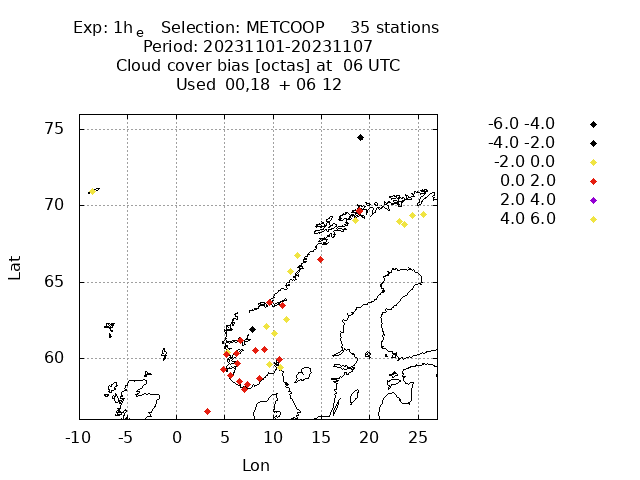 Exp: 1h e Selection: METCOOP 35 stations
Period: 20231101-20231107
Cloud cover bias [octas] at 06 UTC
Used 00,18 + 06 12
-6.0 -4.0
-4.0 -2.0
-2.0 0.0
0.0 2.0
2.0 4.0
4.0 6.0
75
70
65
60
Lat
-10 -5 0 5 10 15 20 25
Lon